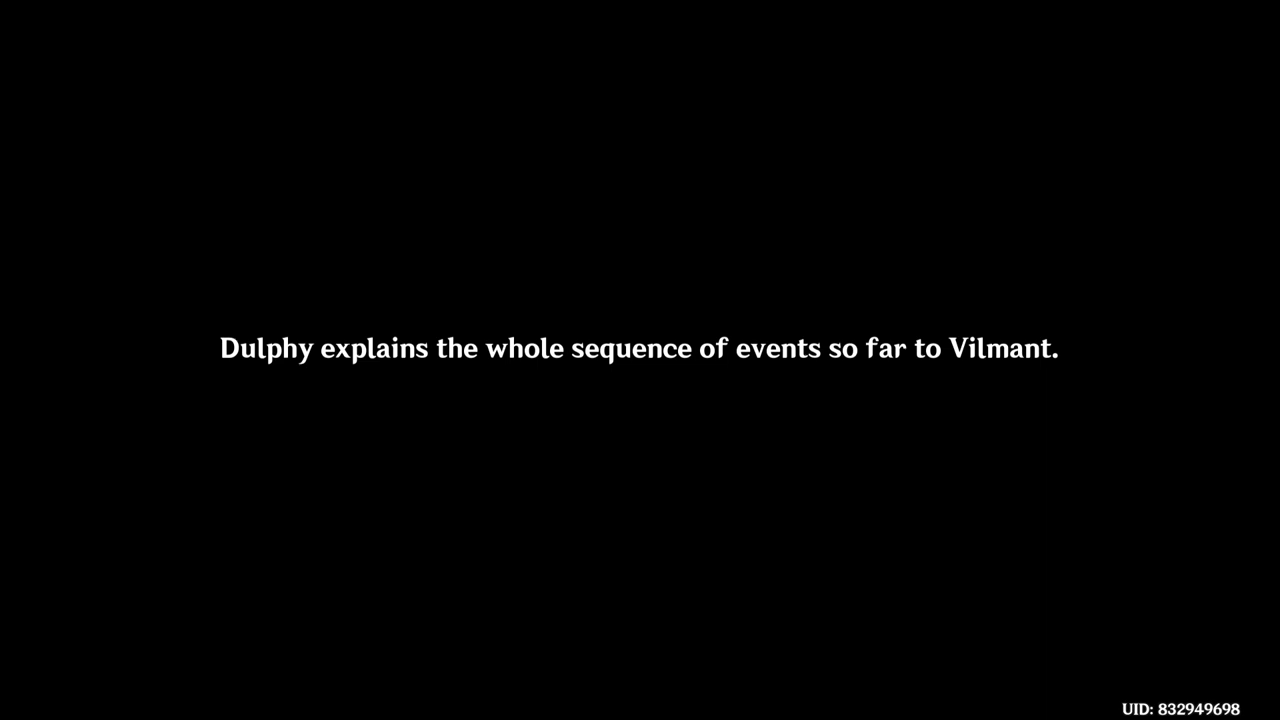 Dulphy explains the whole sequence of events so far to Vilmant.
UID: 832949698